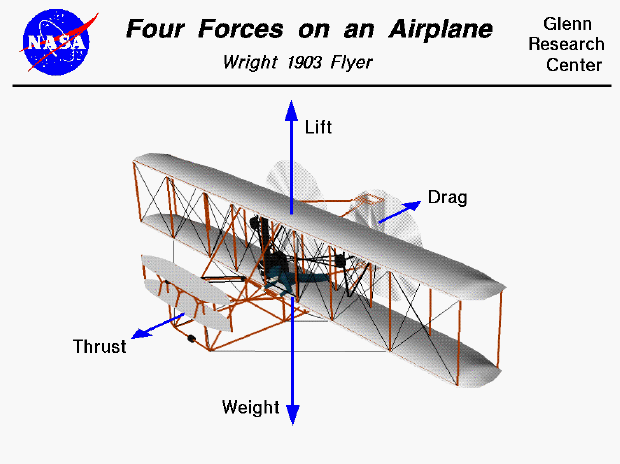 NASA
Four Forces on an Airplane
Wright 1903 Flyer
Glenn
Research
Center
Lift
Drag
Thrust
Weight